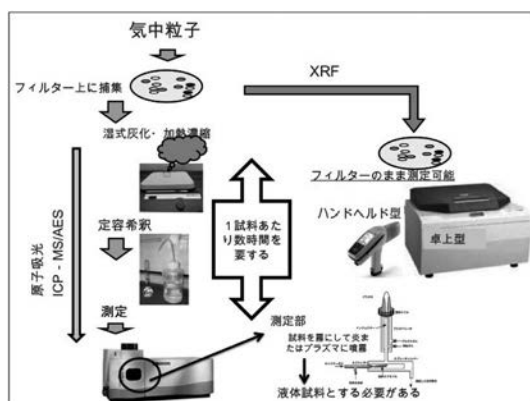 気中粒子
フィルター上に捕集
XRF
湿式灰化・加熱濃縮
フィルターのまま測定可能
ハンドヘルド型
卓上型
1試料あた
り数時間を
要する
定容希釈
原子吸光
ICP - MS/AES
測定
測定部
試料を霧にして炎ま
たはプラズマに噴霧
液体試料とする必要がある